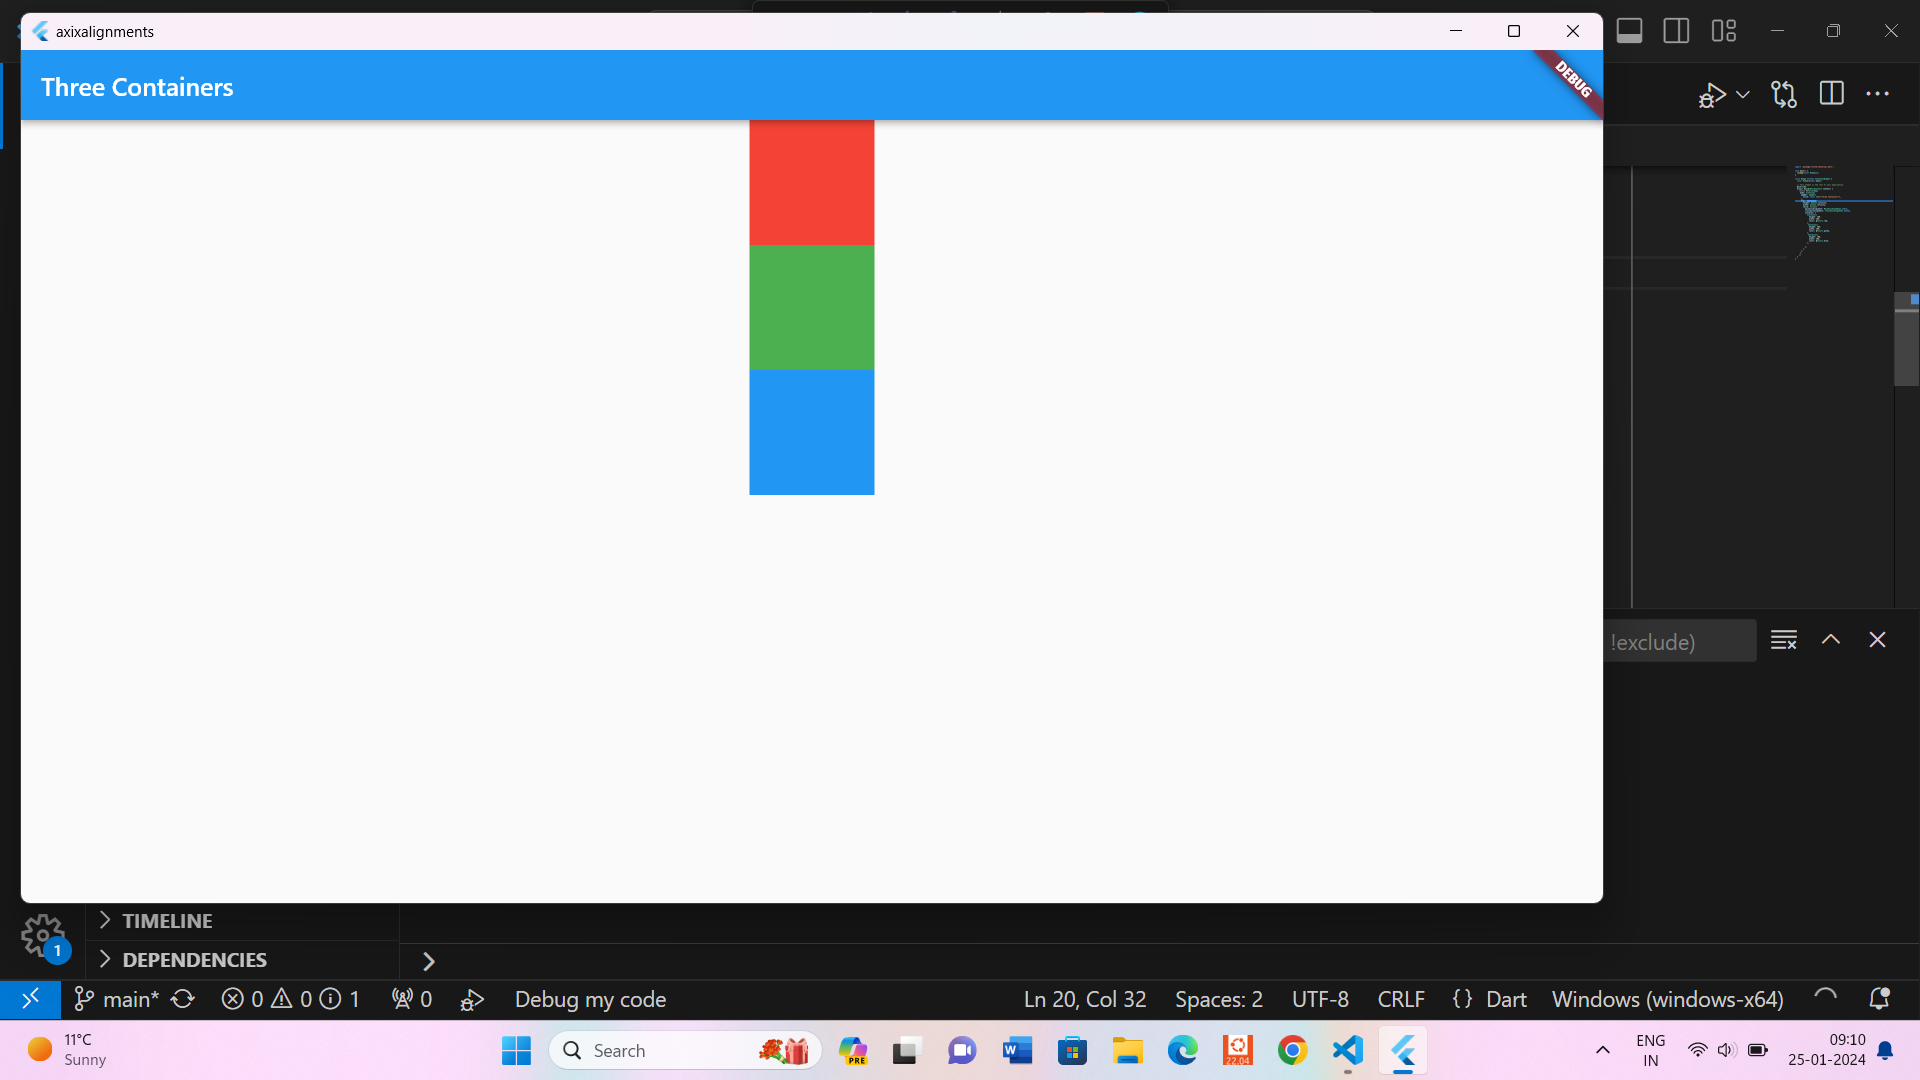 axixalignments
Three Containers
DEBUG
!exclude)
1
TIMELINE
DEPENDENCIES
main*
0
0
1
0
Debug my code
Ln 20, Col 32
Spaces: 2
UTF-8
CRLF
{ } Dart
Windows (windows-x64)
11°C
Sunny
Search
PRE
W
22.04
ENG
IN
09:10
25-01-2024